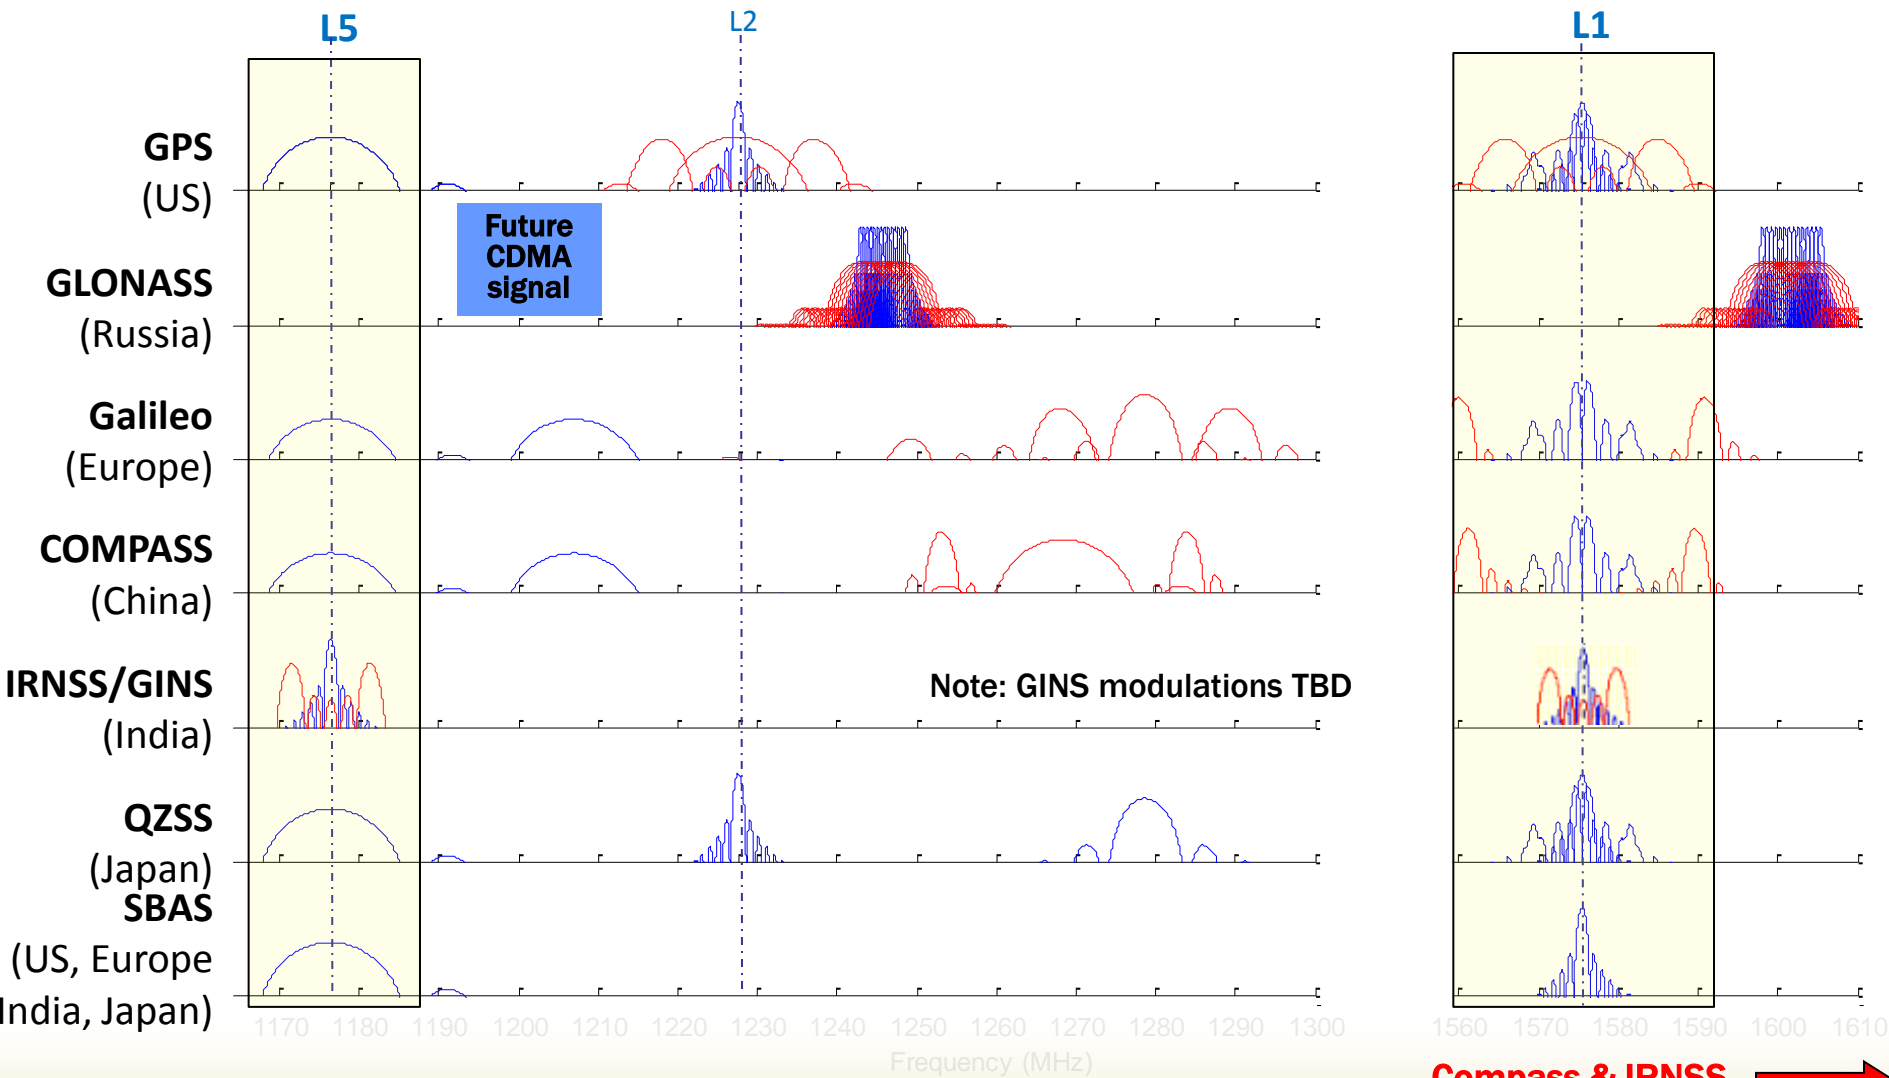 L5
L2
L1
GPS
(US)
Future
CDMA
signal
GLONASS
(Russia)
Galileo
(Europe)
COMPASS
(China)
IRNSS/GINS
(India)
Note: GINS modulations TBD
QZSS
(Japan)
SBAS
(US, Europe
India, Japan)
1170 1180 1190 1200 1210 1220 1230 1240 1250 1260 1270 1280 1290 1300 1560 1570 1580 1590 1600 1610
Frequency (MHz)
Compass & IRNSS